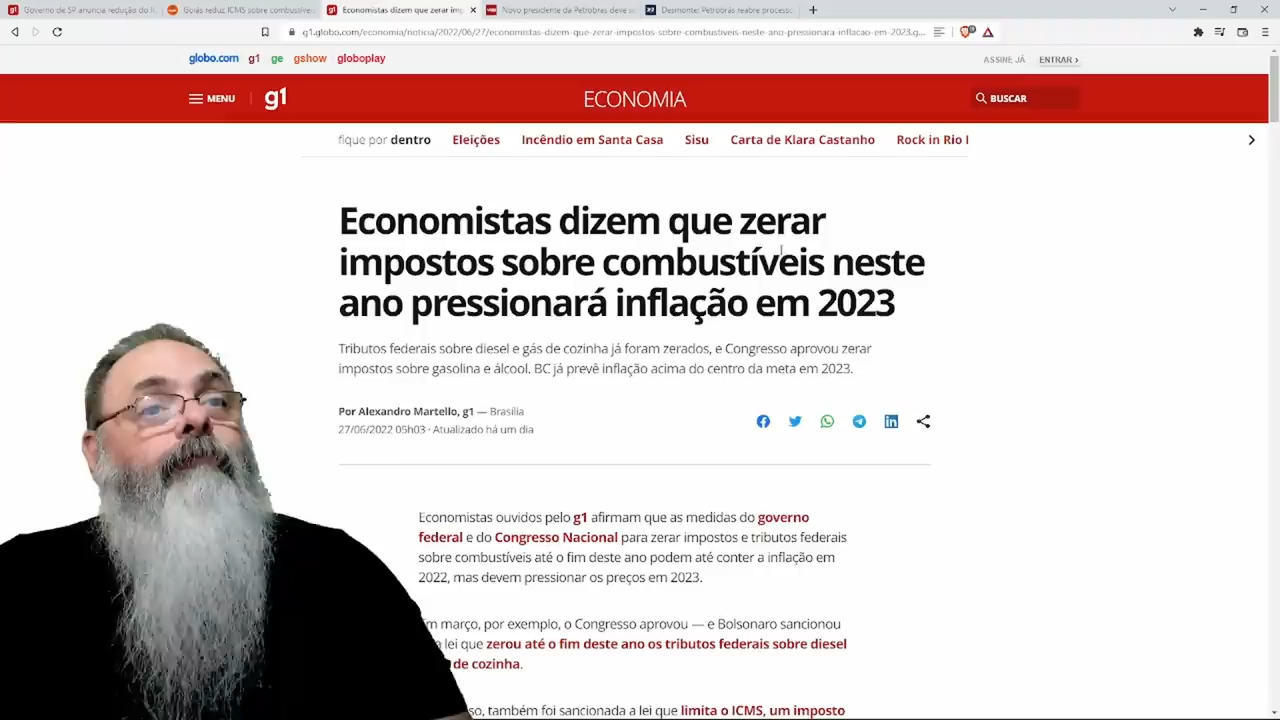 Governo de SP anuncia redução do I
Goiás reduz ICMS sobre combustíveis
Economistas dizem que zerar im
Novo presidente da Petrobras deve s
Desmonte: Petrobrás reabre processo
g1.globo.com/economia/noticia/2022/06/27/economistas-dizem-que-zerar-impostos-sobre-combustiveis-neste-ano-pressionara-inflacao-em-2023.g...
globo.com g1 ge gshow globoplay
ASSINE JÁ ENTRAR ›
MENU g1 ECONOMIA BUSCAR
fique por dentro Eleições Incêndio em Santa Casa Sisu Carta de Klara Castanho Rock in Rio
Economistas dizem que zerar
impostos sobre combustíveis neste
ano pressionará inflação em 2023
Tributos federais sobre diesel e gás de cozinha já foram zerados, e Congresso aprovou zerar
impostos sobre gasolina e álcool. BC já prevê inflação acima do centro da meta em 2023.
Por Alexandro Martello, g1 — Brasília
27/06/2022 05h03 · Atualizado há um dia
Economistas ouvidos pelo g1 afirmam que as medidas do governo
federal e do Congresso Nacional para zerar impostos e tributos federais
sobre combustíveis até o fim deste ano podem até conter a inflação em
2022, mas devem pressionar os preços em 2023.
Em março, por exemplo, o Congresso aprovou — e Bolsonaro sancionou
lei que zerou até o fim deste ano os tributos federais sobre diesel
de cozinha.
so, também foi sancionada a lei que limita o ICMS, um imposto